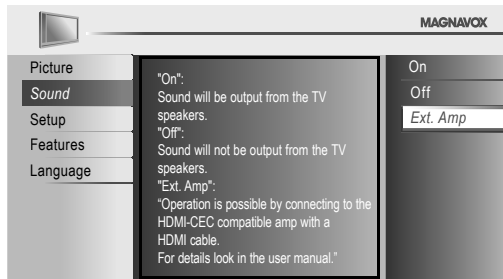 MAGNAVOX
Picture
Sound
Setup
Features
Language
"On":
Sound will be output from the TV
speakers.
"Off":
Sound will not be output from the TV
speakers.
"Ext. Amp":
“Operation is possible by connecting to the
HDMI-CEC compatible amp with a
HDMI cable.
For details look in the user manual.”
On
Off
Ext. Amp